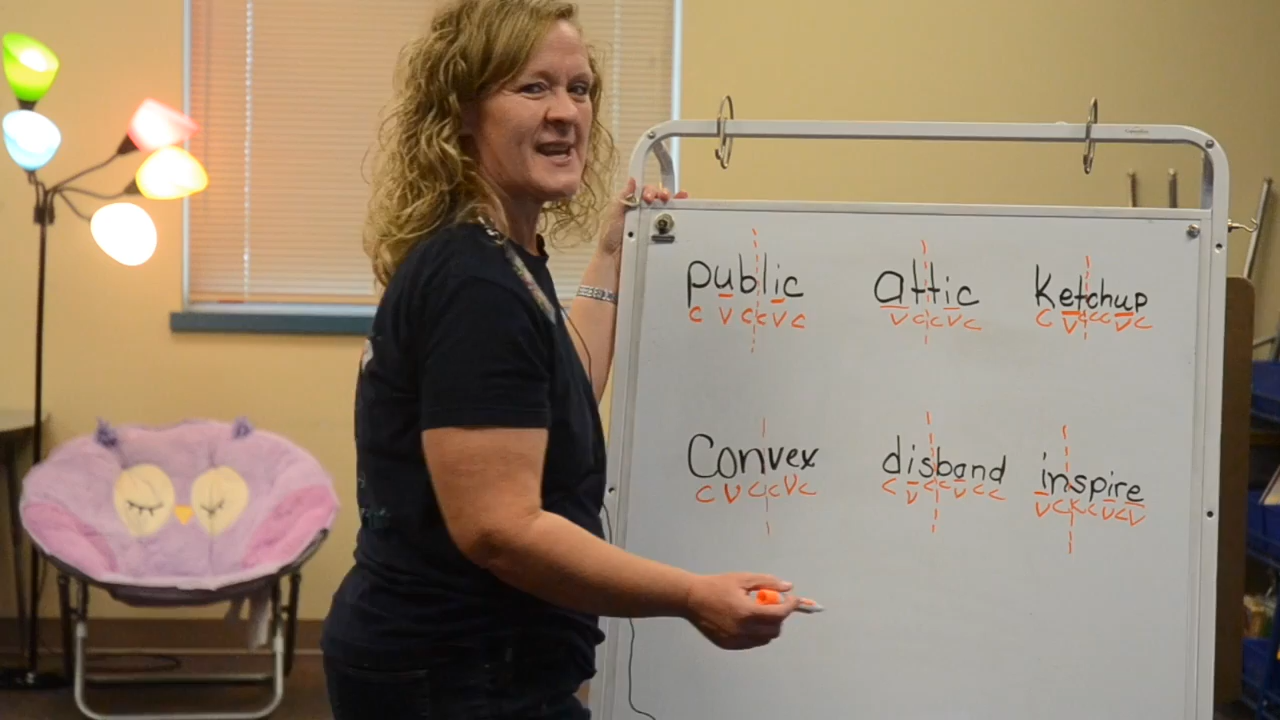 public attic Ketchup
C V C C V C V C C V C C V C C C V C
Convex disband inspire
C V C C V C C V C C V C C V C C C V C V